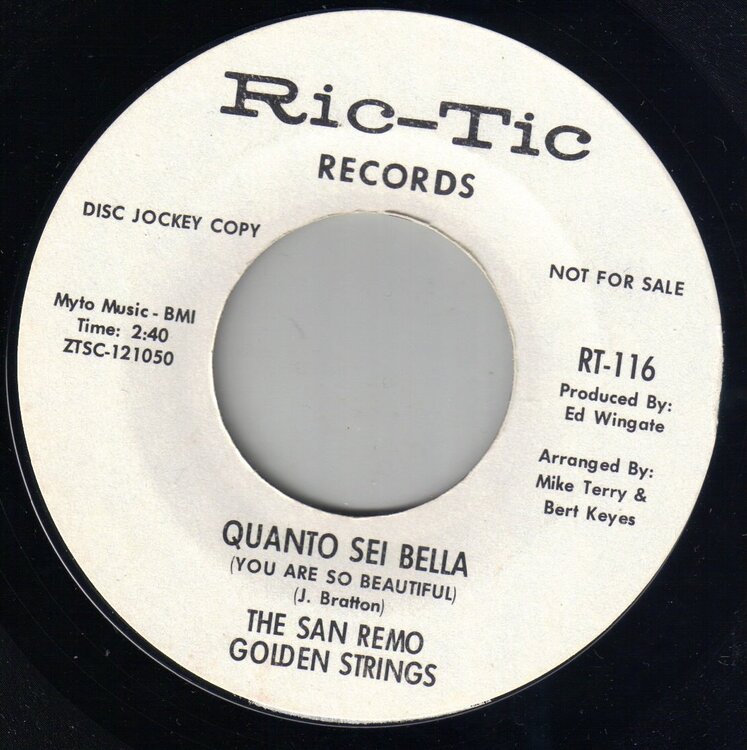 Ric-Tic
RECORDS
DISC JOCKEY COPY
NOT FOR SALE
Myto Music - BMI
Time: 2:40
ZTSC-121050
RT-116
Produced By:
Ed Wingate
Arranged By:
Mike Terry &
Bert Keyes
QUANTO SEI BELLA
(YOU ARE SO BEAUTIFUL)
(J. Bratton)
THE SAN REMO
GOLDEN STRINGS